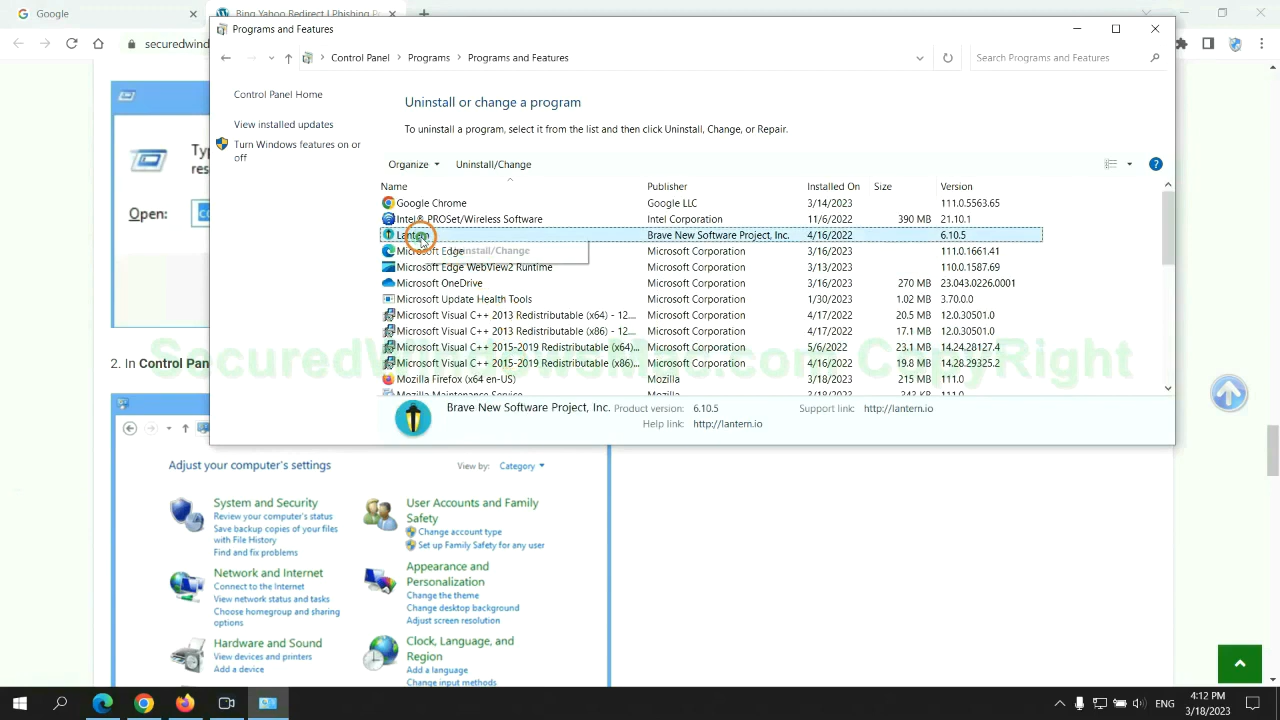 Google
Bing Yahoo Redirect | Phishing P
securedwind
Programs and Features
Control Panel
Programs
Programs and Features
Search Programs and Features
Control Panel Home
View installed updates
Turn Windows features on or
off
Uninstall or change a program
To uninstall a program, select it from the list and then click Uninstall, Change, or Repair.
Organize
Uninstall/Change
Name Publisher Installed On Size Version
Google Chrome Google LLC 3/14/2023 111.0.5563.65
Intel® PROSet/Wireless Software Intel Corporation 11/6/2022 390 MB 21.10.1
Lantern Brave New Software Project, Inc. 4/16/2022 6.10.5
Microsoft Edge Microsoft Corporation 3/16/2023 111.0.1661.41
Uninstall/Change
Microsoft Edge WebView2 Runtime Microsoft Corporation 3/13/2023 110.0.1587.69
Microsoft OneDrive Microsoft Corporation 3/16/2023 270 MB 23.043.0226.0001
Microsoft Update Health Tools Microsoft Corporation 1/30/2023 1.02 MB 3.70.0.0
Microsoft Visual C++ 2013 Redistributable (x64) - 12.... Microsoft Corporation 4/17/2022 20.5 MB 12.0.30501.0
Microsoft Visual C++ 2013 Redistributable (x86) - 12.... Microsoft Corporation 4/17/2022 17.1 MB 12.0.30501.0
Microsoft Visual C++ 2015-2019 Redistributable (x64)... Microsoft Corporation 5/6/2022 23.1 MB 14.24.28127.4
Microsoft Visual C++ 2015-2019 Redistributable (x86)... Microsoft Corporation 4/16/2022 19.8 MB 14.28.29325.2
Mozilla Firefox (x64 en-US) Mozilla 3/18/2023 215 MB 111.0
Mozilla Maintenance Service Mozilla 3/18/2023 343 KB 111.0
Brave New Software Project, Inc. Product version: 6.10.5 Support link: http://lantern.io
Help link: http://lantern.io
Ty
res
Open:
co
2. In Control Pan
Adjust your computer's settings
View by: Category
System and Security
Review your computer's status
Save backup copies of your files
with File History
Find and fix problems
User Accounts and Family
Safety
Change account type
Set up Family Safety for any user
Network and Internet
Connect to the Internet
View network status and tasks
Choose homegroup and sharing
options
Appearance and
Personalization
Change the theme
Change desktop background
Adjust screen resolution
Hardware and Sound
View devices and printers
Add a device
Clock, Language, and
Region
Add a language
Change input methods
ENG
4:12 PM
3/18/2023